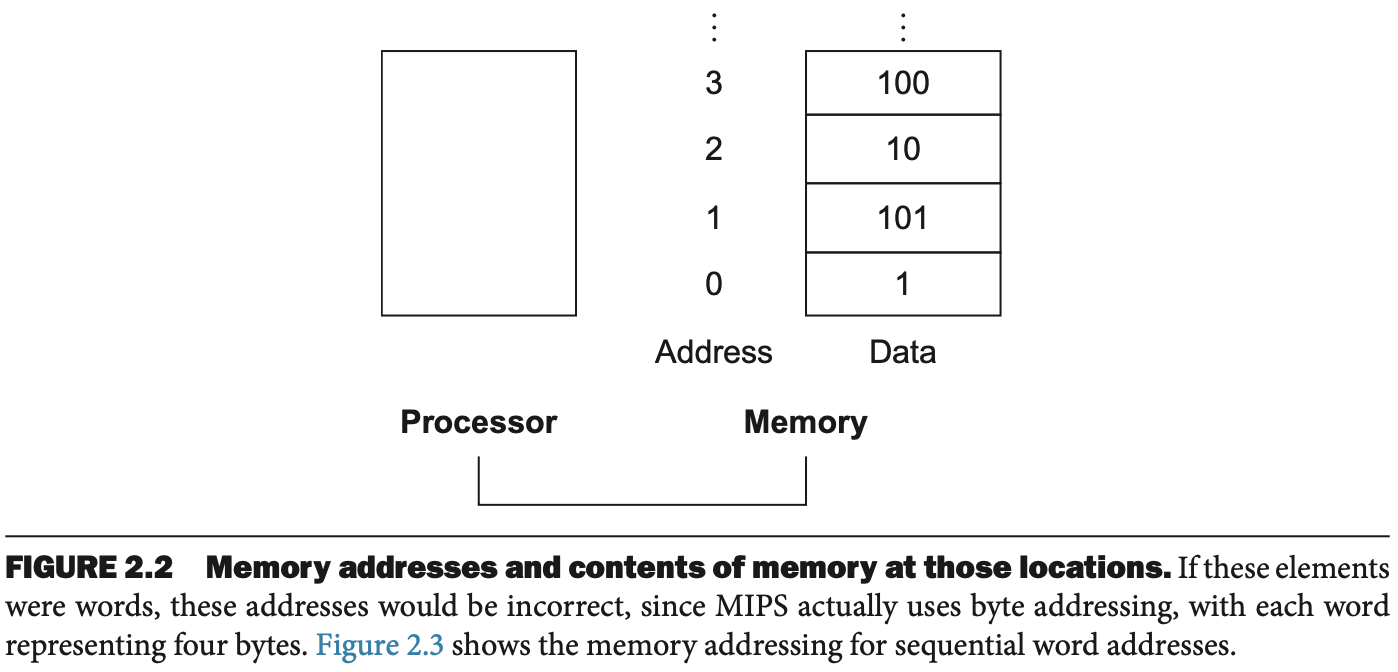 ⋮ ⋮
3 100
2 10
1 101
0 1
Address Data
Processor Memory
FIGURE 2.2 Memory addresses and contents of memory at those locations. If these elements
were words, these addresses would be incorrect, since MIPS actually uses byte addressing, with each word
representing four bytes. Figure 2.3 shows the memory addressing for sequential word addresses.